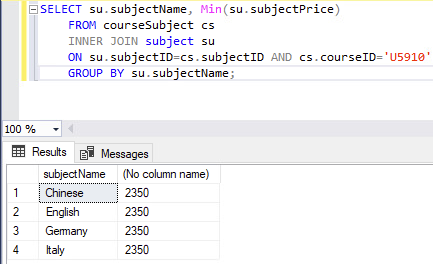 SELECT su.subjectName, Min(su.subjectPrice)
FROM courseSubject cs
INNER JOIN subject su
ON su.subjectID=cs.subjectID AND cs.courseID='U5910'
GROUP BY su.subjectName;
100 %
Results Messages
subjectName (No column name)
1 Chinese 2350
2 English 2350
3 Germany 2350
4 Italy 2350